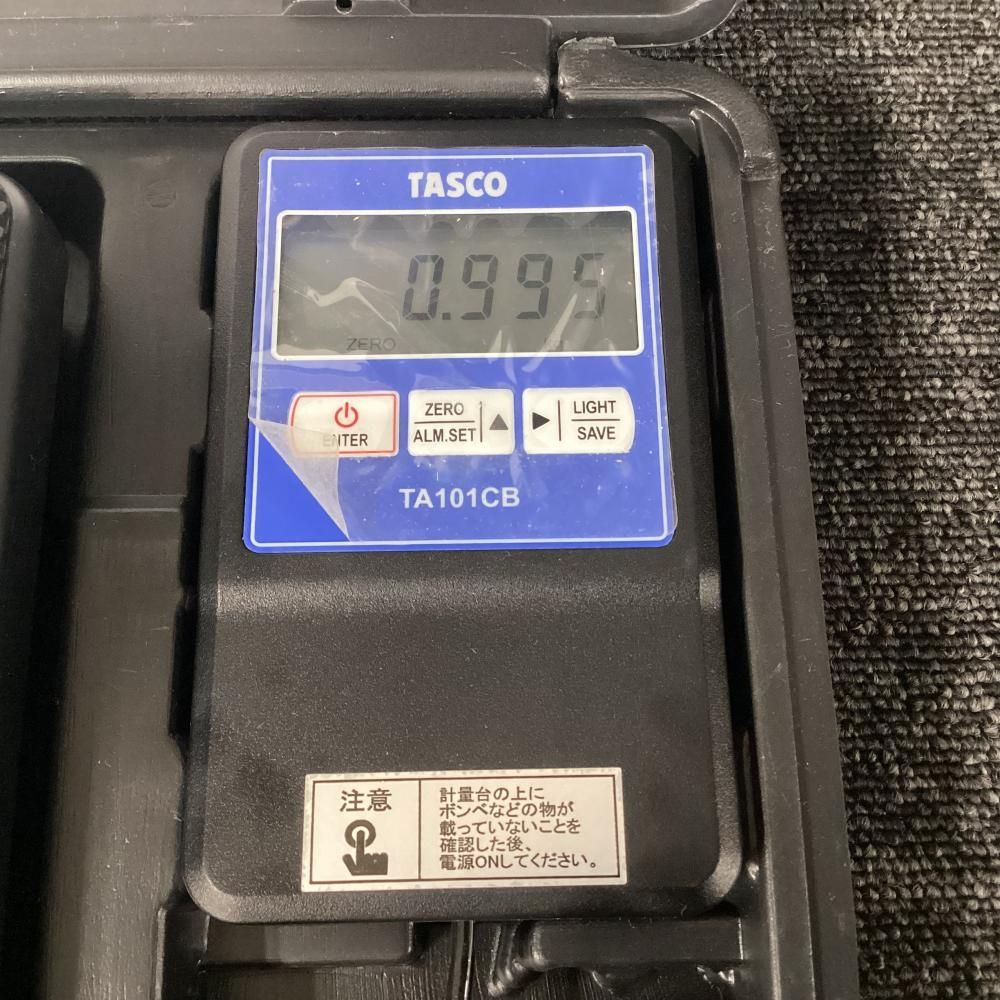 TASCO
0.995
ZERO
ENTER
ZERO
ALM.SET
LIGHT
SAVE
TA101CB
注意
計量台の上に
ボンベなどの物が
載っていないことを
確認した後、
電源ONしてください。